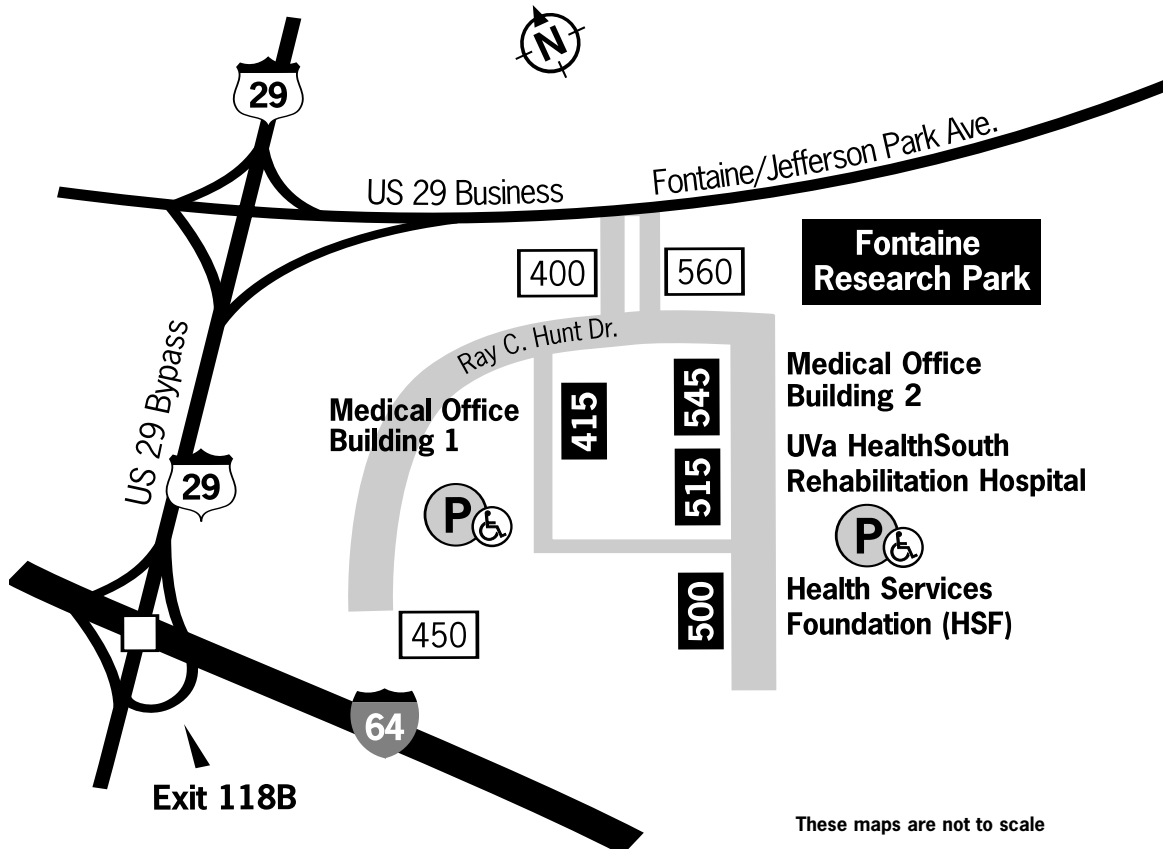 N
29
Fontaine/Jefferson Park Ave.
US 29 Business
Fontaine
Research Park
400
560
Ray C. Hunt Dr.
US 29 Bypass
Medical Office
Building 1
415
545
Medical Office
Building 2
515
UVa HealthSouth
Rehabilitation Hospital
29
P
P
500
Health Services
Foundation (HSF)
450
64
Exit 118B
These maps are not to scale